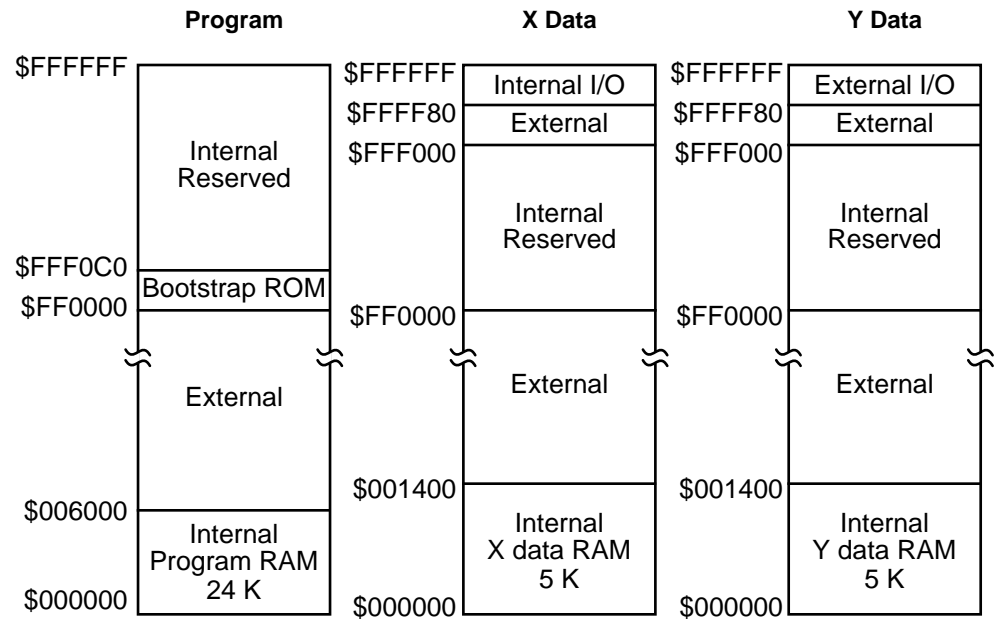 Program
$FFFFFF
Internal
Reserved
$FFF0C0
Bootstrap ROM
$FF0000
External
$006000
Internal
Program RAM
24 K
$000000
X Data
$FFFFFF
Internal I/O
$FFFF80
External
$FFF000
Internal
Reserved
$FF0000
External
$001400
Internal
X data RAM
5 K
$000000
Y Data
$FFFFFF
External I/O
$FFFF80
External
$FFF000
Internal
Reserved
$FF0000
External
$001400
Internal
Y data RAM
5 K
$000000